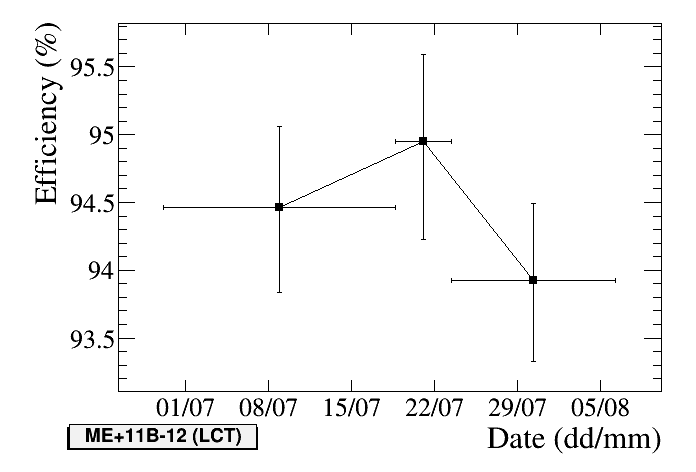 Efficiency (%)
95.5
95
94.5
94
93.5
01/07 08/07 15/07 22/07 29/07 05/08
ME+11B-12 (LCT)
Date (dd/mm)